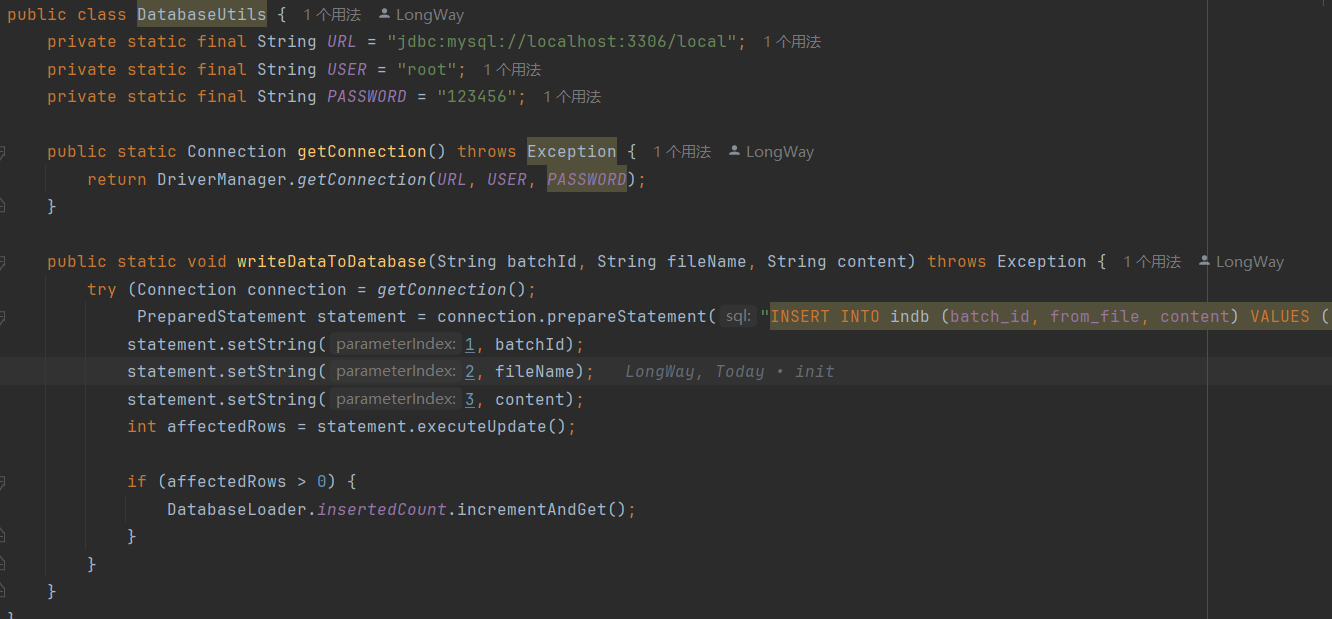 public class DatabaseUtils { 1 个用法 LongWay
private static final String URL = "jdbc:mysql://localhost:3306/local"; 1 个用法
private static final String USER = "root"; 1 个用法
private static final String PASSWORD = "123456"; 1 个用法
public static Connection getConnection() throws Exception { 1 个用法 LongWay
return DriverManager.getConnection(URL, USER, PASSWORD);
}
public static void writeDataToDatabase(String batchId, String fileName, String content) throws Exception { 1 个用法 LongWay
try (Connection connection = getConnection();
PreparedStatement statement = connection.prepareStatement( sql: "INSERT INTO indb (batch_id, from_file, content) VALUES (
statement.setString( parameterIndex: 1, batchId);
statement.setString( parameterIndex: 2, fileName); LongWay, Today • init
statement.setString( parameterIndex: 3, content);
int affectedRows = statement.executeUpdate();
if (affectedRows > 0) {
DatabaseLoader.insertedCount.incrementAndGet();
}
}
}
}